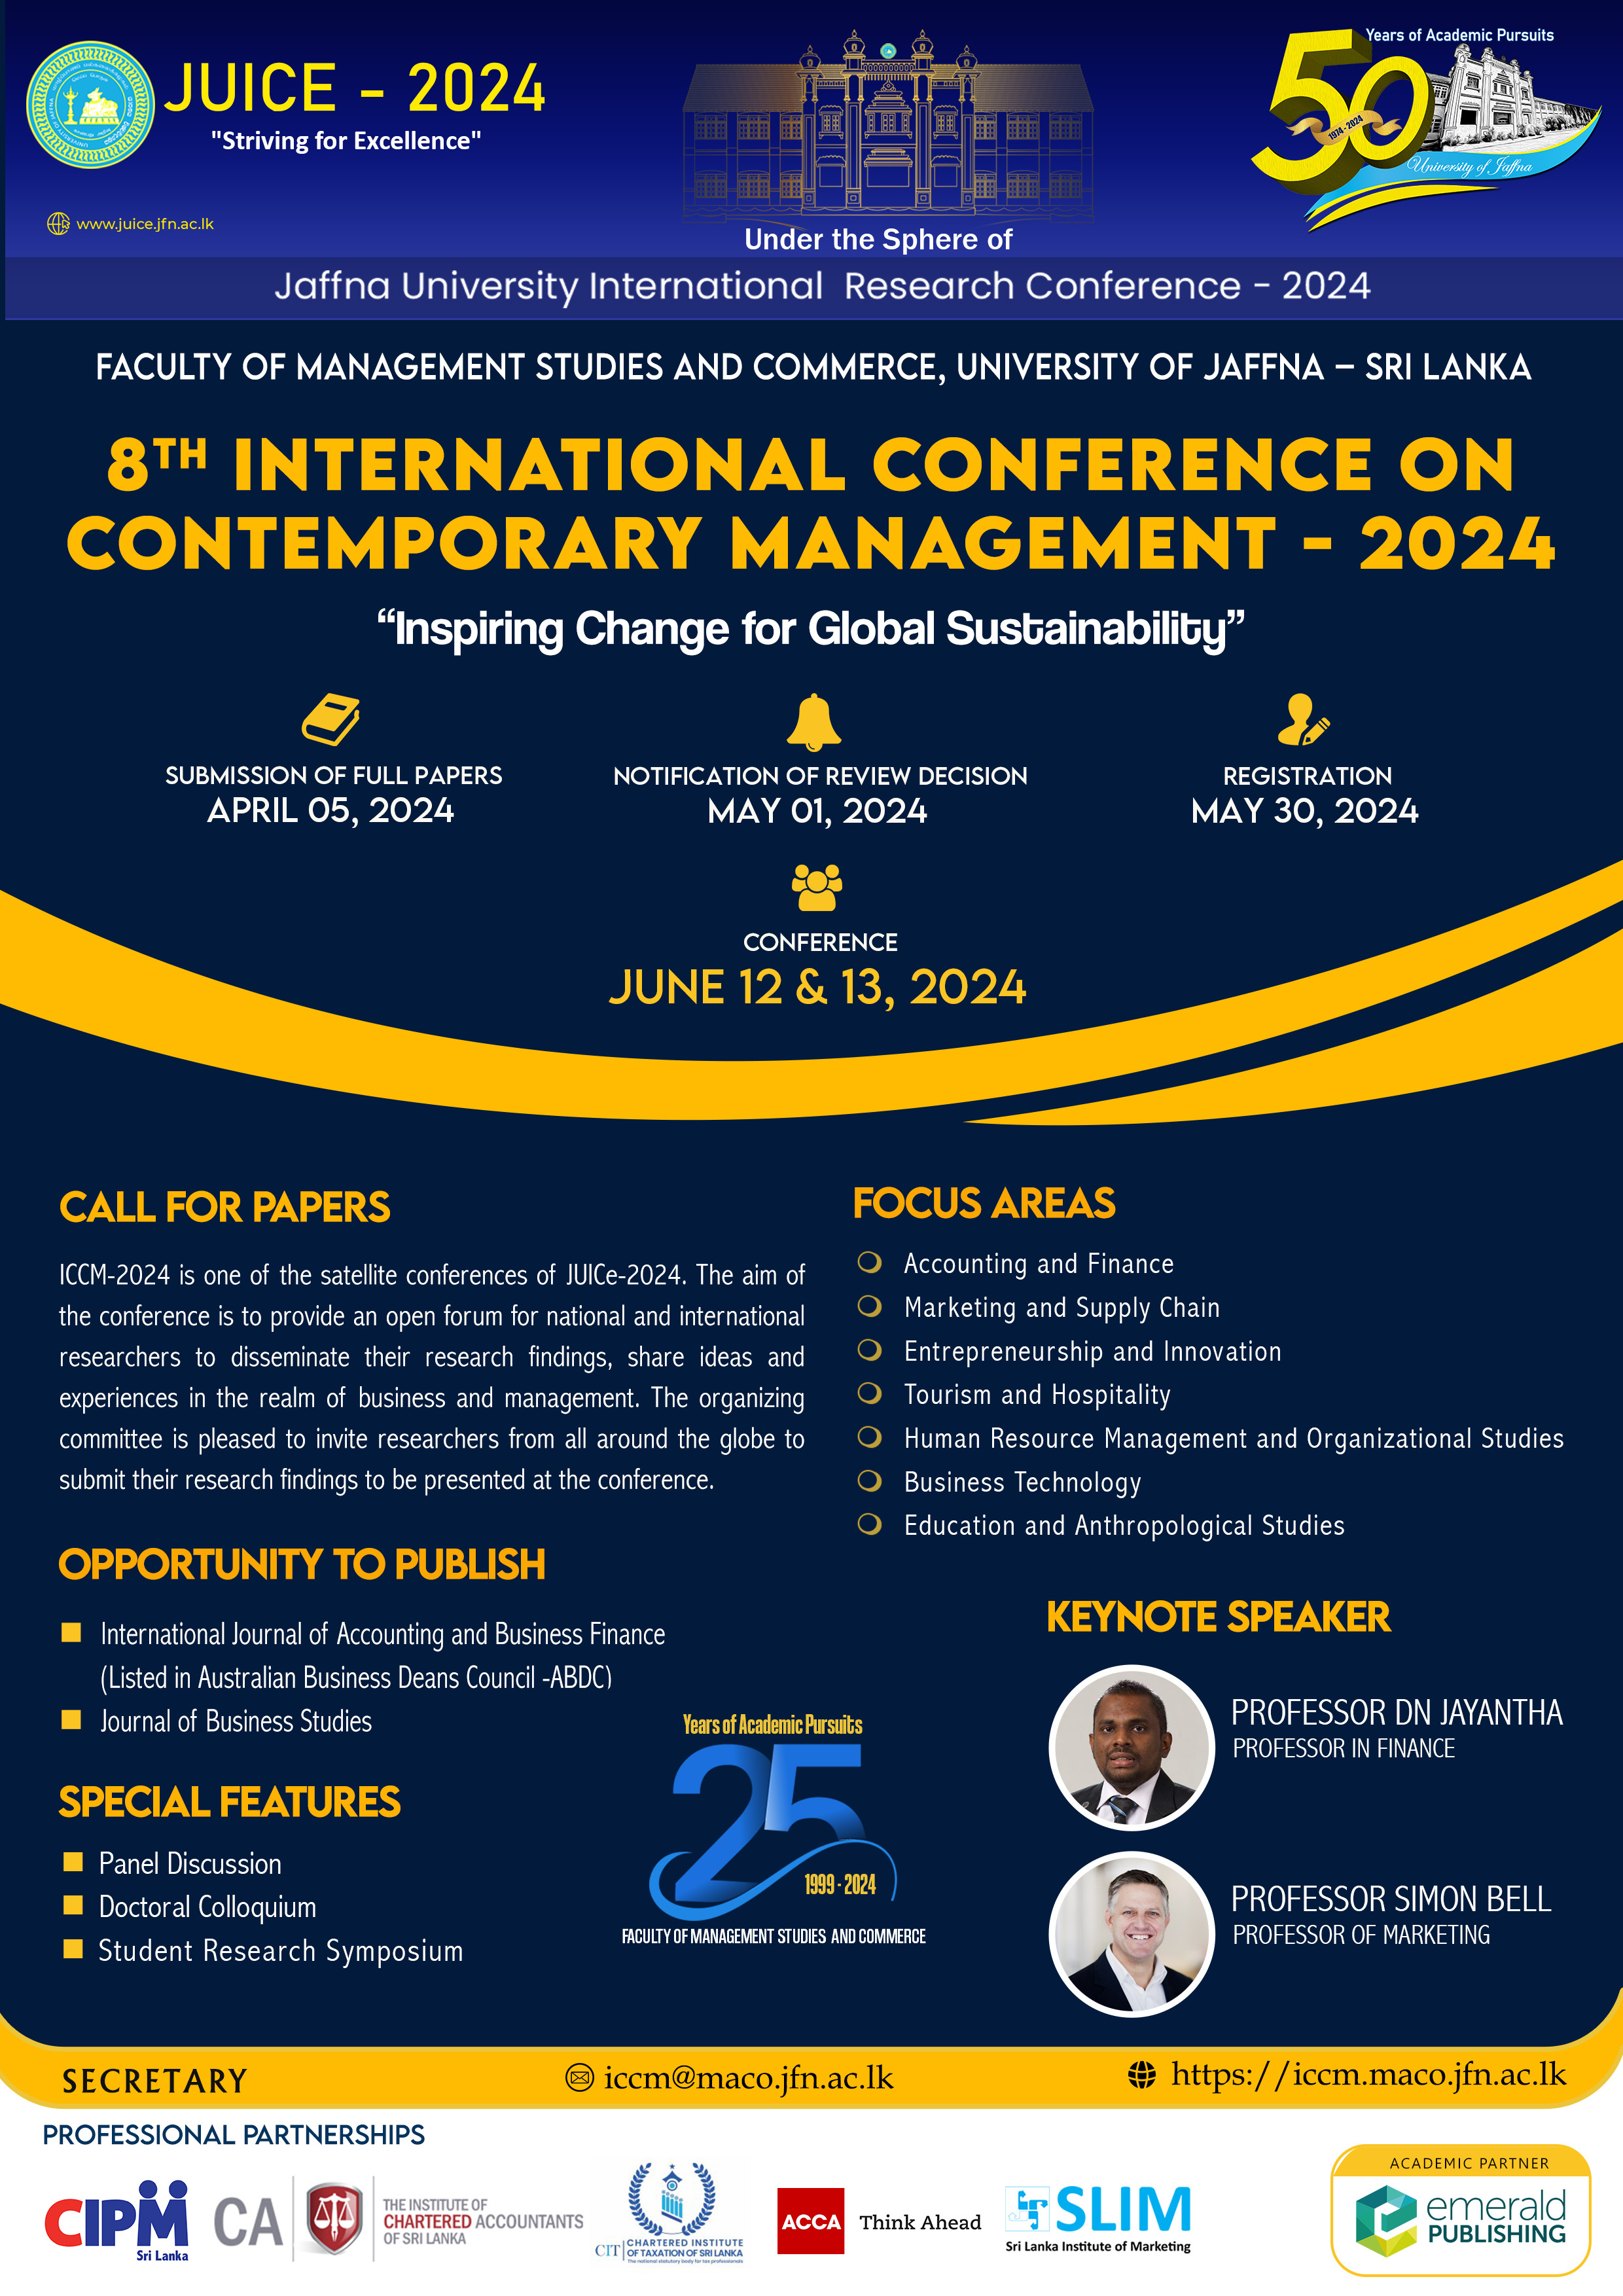 JUICE - 2024
"Striving for Excellence"
www.juice.jfn.ac.lk
Years of Academic Pursuits
50
1974 - 2024
University of Jaffna
Under the Sphere of
Jaffna University International Research Conference - 2024
FACULTY OF MANAGEMENT STUDIES AND COMMERCE, UNIVERSITY OF JAFFNA – SRI LANKA
8TH INTERNATIONAL CONFERENCE ON
CONTEMPORARY MANAGEMENT - 2024
“Inspiring Change for Global Sustainability”
SUBMISSION OF FULL PAPERS
APRIL 05, 2024
NOTIFICATION OF REVIEW DECISION
MAY 01, 2024
REGISTRATION
MAY 30, 2024
CONFERENCE
JUNE 12 & 13, 2024
CALL FOR PAPERS
ICCM-2024 is one of the satellite conferences of JUICe-2024. The aim of
the conference is to provide an open forum for national and international
researchers to disseminate their research findings, share ideas and
experiences in the realm of business and management. The organizing
committee is pleased to invite researchers from all around the globe to
submit their research findings to be presented at the conference.
OPPORTUNITY TO PUBLISH
International Journal of Accounting and Business Finance
(Listed in Australian Business Deans Council -ABDC)
Journal of Business Studies
SPECIAL FEATURES
Panel Discussion
Doctoral Colloquium
Student Research Symposium
Years of Academic Pursuits
25
1999 - 2024
FACULTY OF MANAGEMENT STUDIES AND COMMERCE
FOCUS AREAS
Accounting and Finance
Marketing and Supply Chain
Entrepreneurship and Innovation
Tourism and Hospitality
Human Resource Management and Organizational Studies
Business Technology
Education and Anthropological Studies
KEYNOTE SPEAKER
PROFESSOR DN JAYANTHA
PROFESSOR IN FINANCE
PROFESSOR SIMON BELL
PROFESSOR OF MARKETING
SECRETARY
iccm@maco.jfn.ac.lk
https://iccm.maco.jfn.ac.lk
PROFESSIONAL PARTNERSHIPS
CIPM
Sri Lanka
CA
THE INSTITUTE OF
CHARTERED ACCOUNTANTS
OF SRI LANKA
CIT
CHARTERED INSTITUTE
OF TAXATION OF SRI LANKA
The national statutory body for tax professionals
ACCA
Think Ahead
SLIM
Sri Lanka Institute of Marketing
ACADEMIC PARTNER
emerald
PUBLISHING